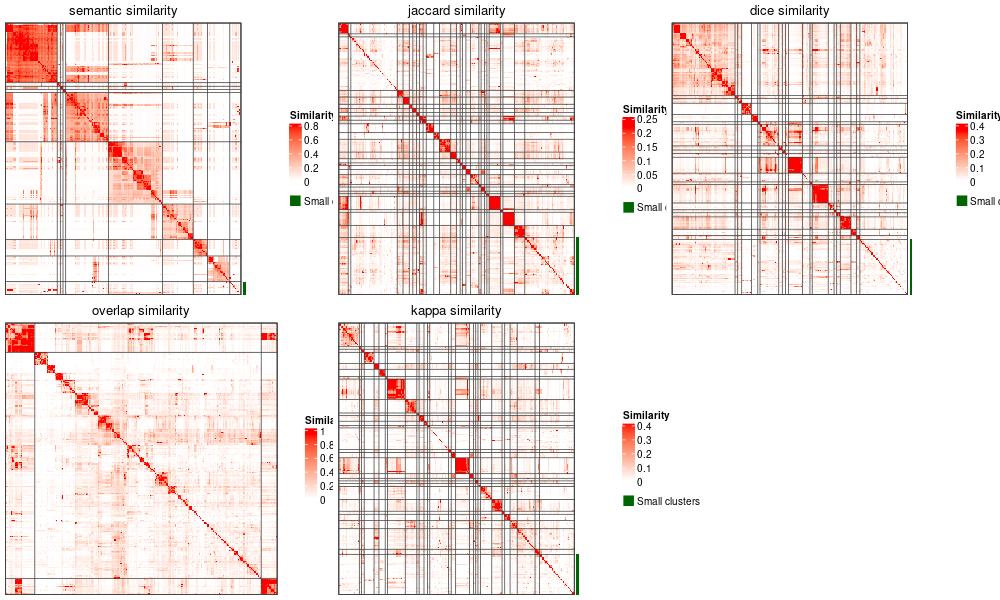 semantic similarity
jaccard similarity
dice similarity
Similarity
0.8
0.6
0.4
0.2
0
Small
Similarity
0.25
0.2
0.15
0.1
0.05
0
Small
Similarity
0.4
0.3
0.2
0.1
0
Small
overlap similarity
kappa similarity
Simila
1
0.8
0.6
0.4
0.2
0
Similarity
0.4
0.3
0.2
0.1
0
Small clusters